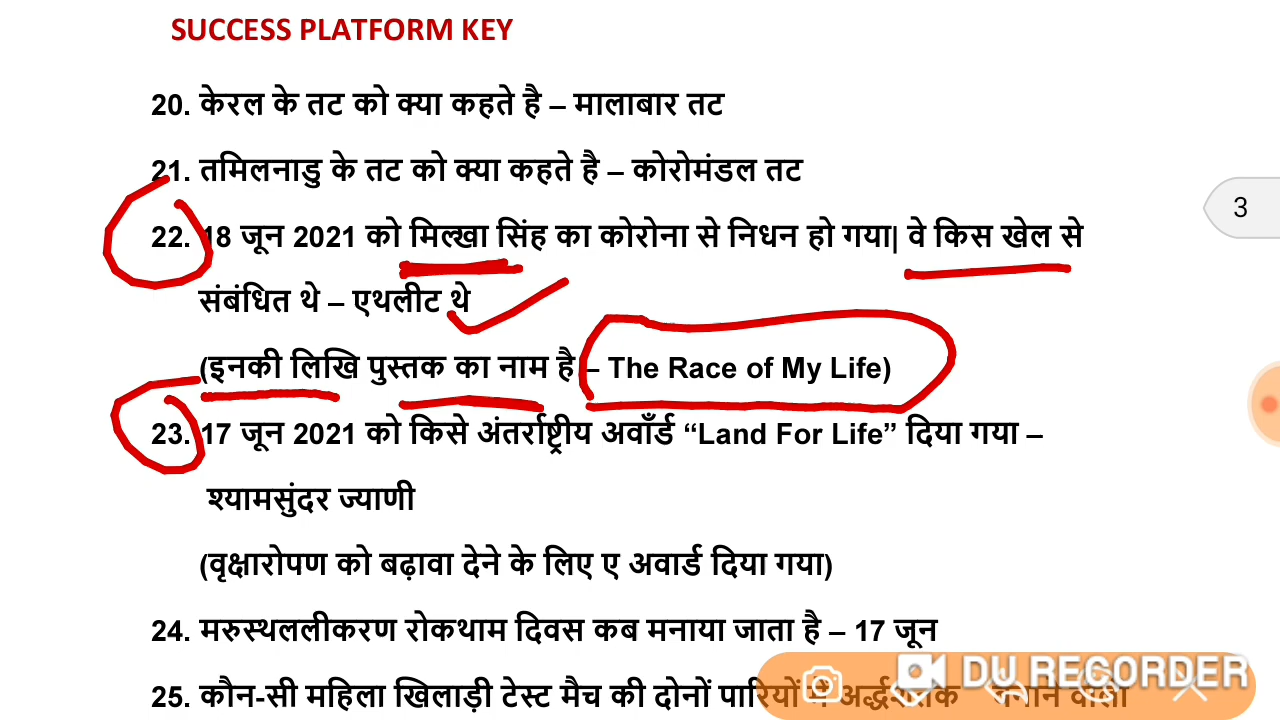 SUCCESS PLATFORM KEY
20. केरल के तट को क्या कहते है – मालाबार तट
21. तमिलनाडु के तट को क्या कहते है – कोरोमंडल तट
3
22. 18 जून 2021 को मिल्खा सिंह का कोरोना से निधन हो गया| वे किस खेल से
संबंधित थे – एथलीट थे
(इनकी लिखि पुस्तक का नाम है – The Race of My Life)
23. 17 जून 2021 को किसे अंतर्राष्ट्रीय अवाँर्ड “Land For Life” दिया गया –
श्यामसुंदर ज्याणी
(वृक्षारोपण को बढ़ावा देने के लिए ए अवार्ड दिया गया)
24. मरुस्थललीकरण रोकथाम दिवस कब मनाया जाता है – 17 जून
DU RECORDER
25. कौन-सी महिला खिलाड़ी टेस्ट मैच की दोनों पारियों में अर्द्धशतक बनाने वाली